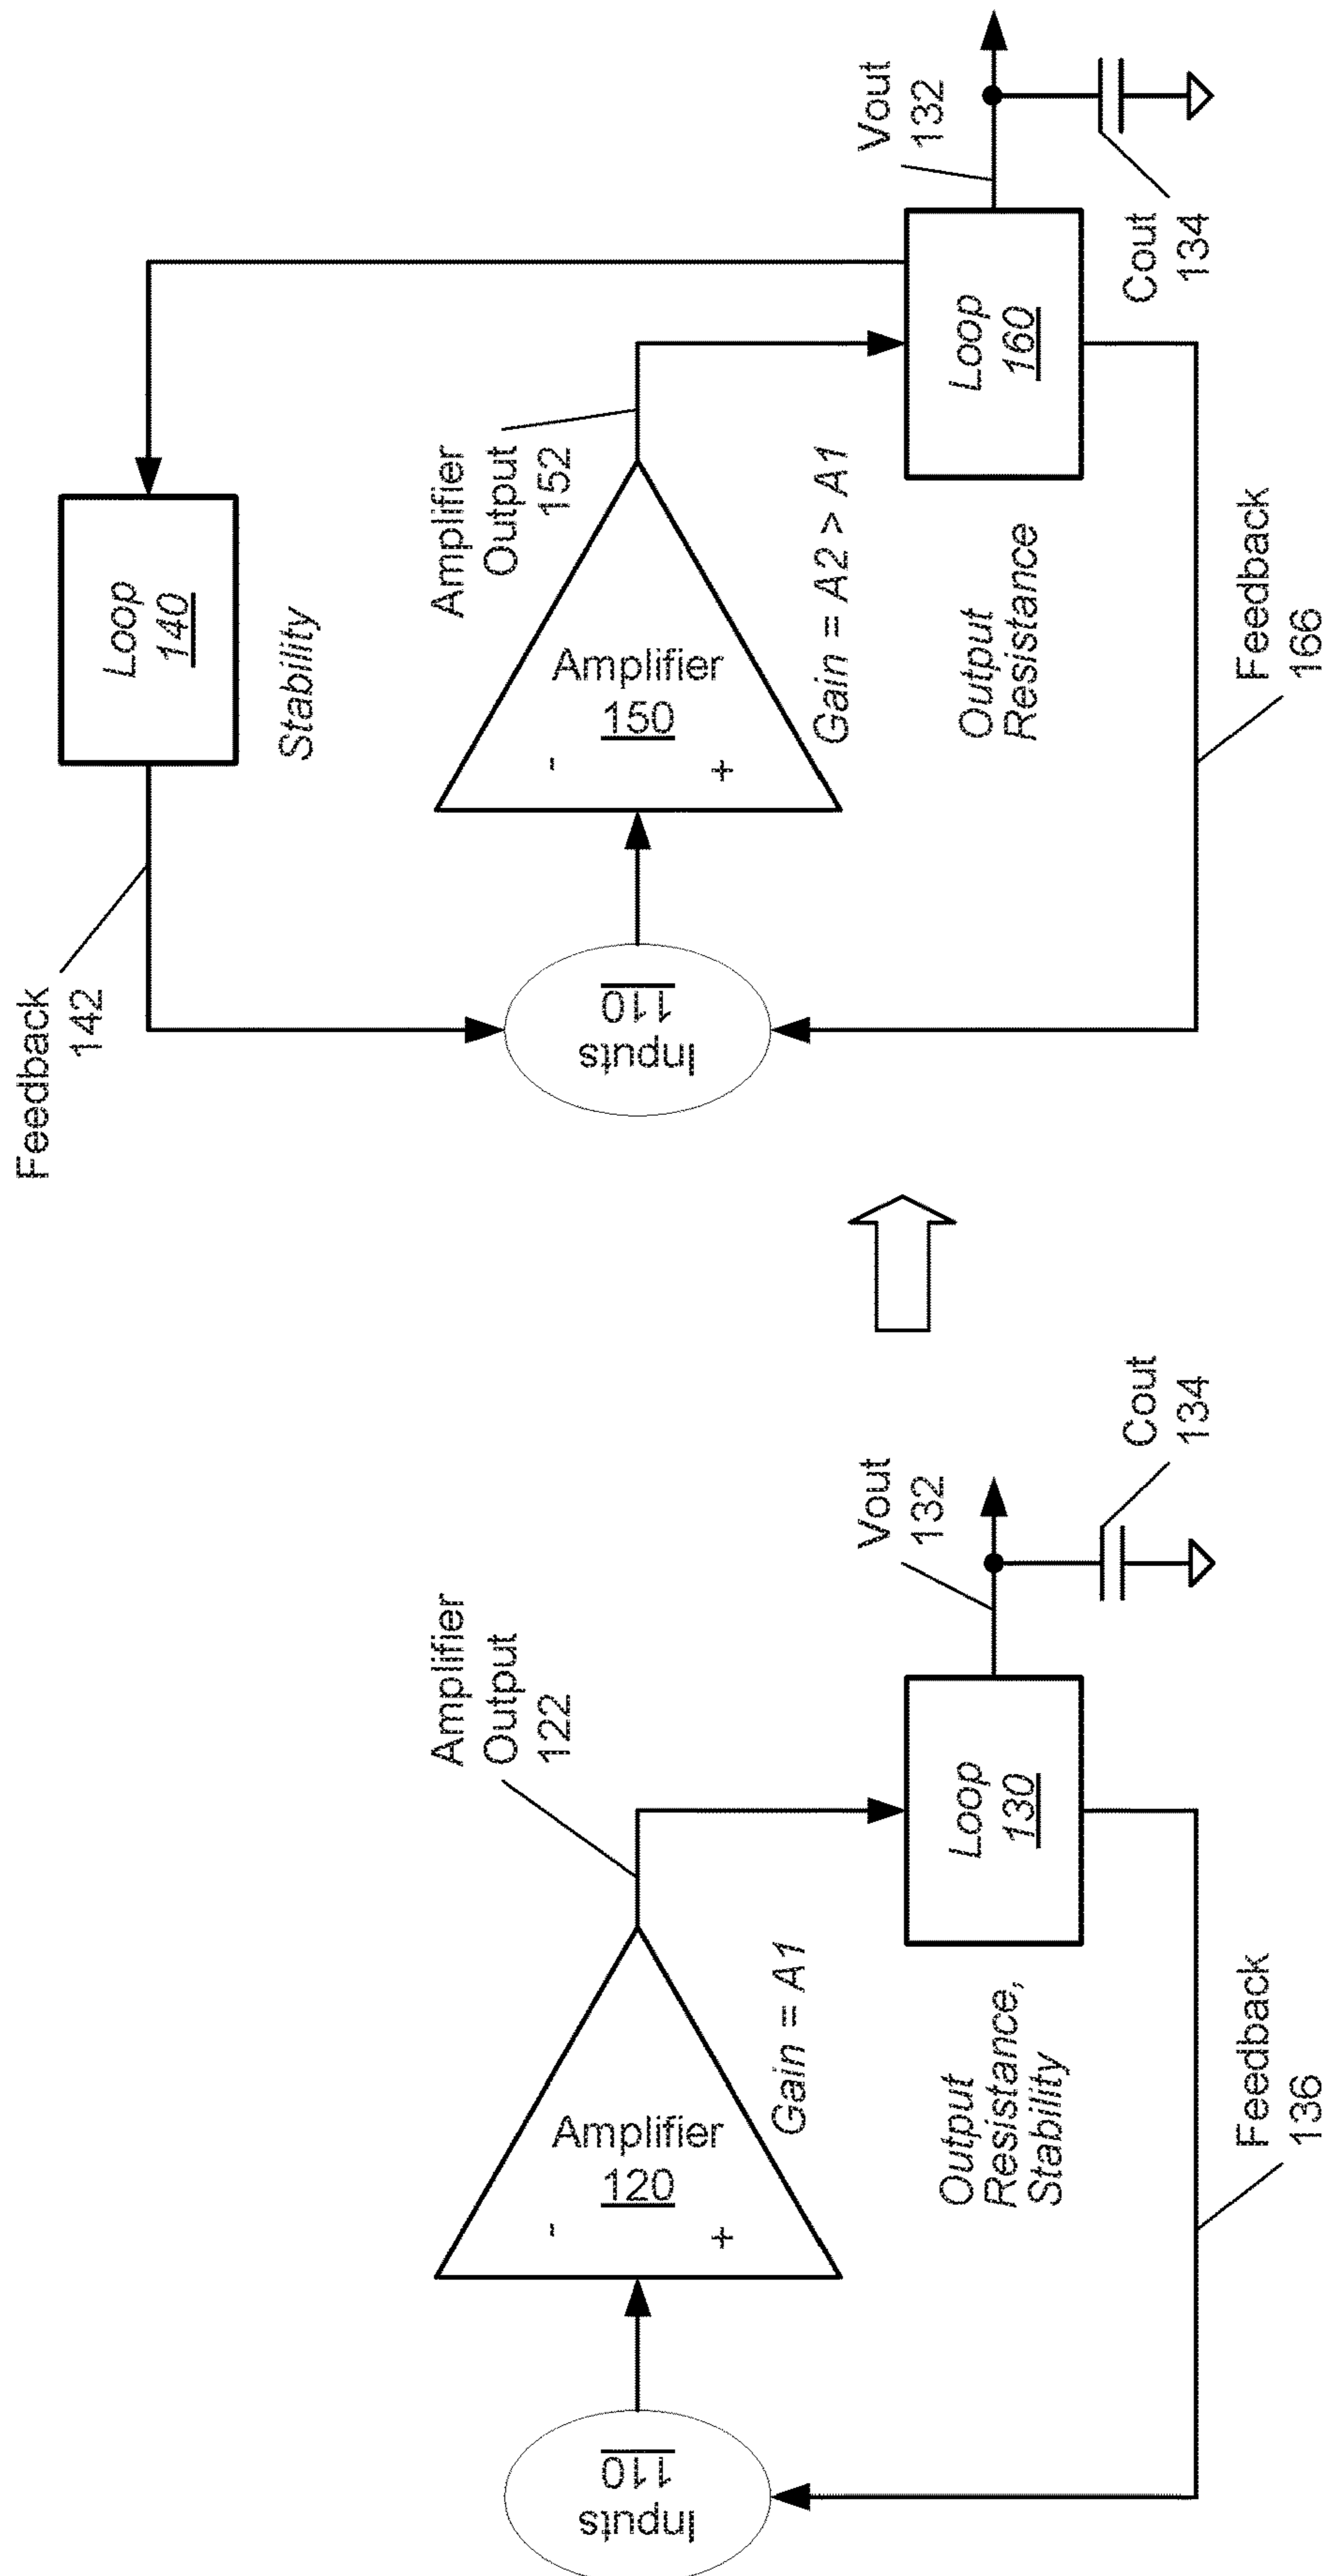 Inputs
110
Amplifier
120
-
+
Gain = A1
Amplifier
Output
122
Loop
130
Output
Resistance,
Stability
Vout
132
Cout
134
Feedback
136
Feedback
142
Loop
140
Stability
Inputs
110
Amplifier
150
-
+
Gain = A2 > A1
Amplifier
Output
152
Loop
160
Output
Resistance
Vout
132
Cout
134
Feedback
166